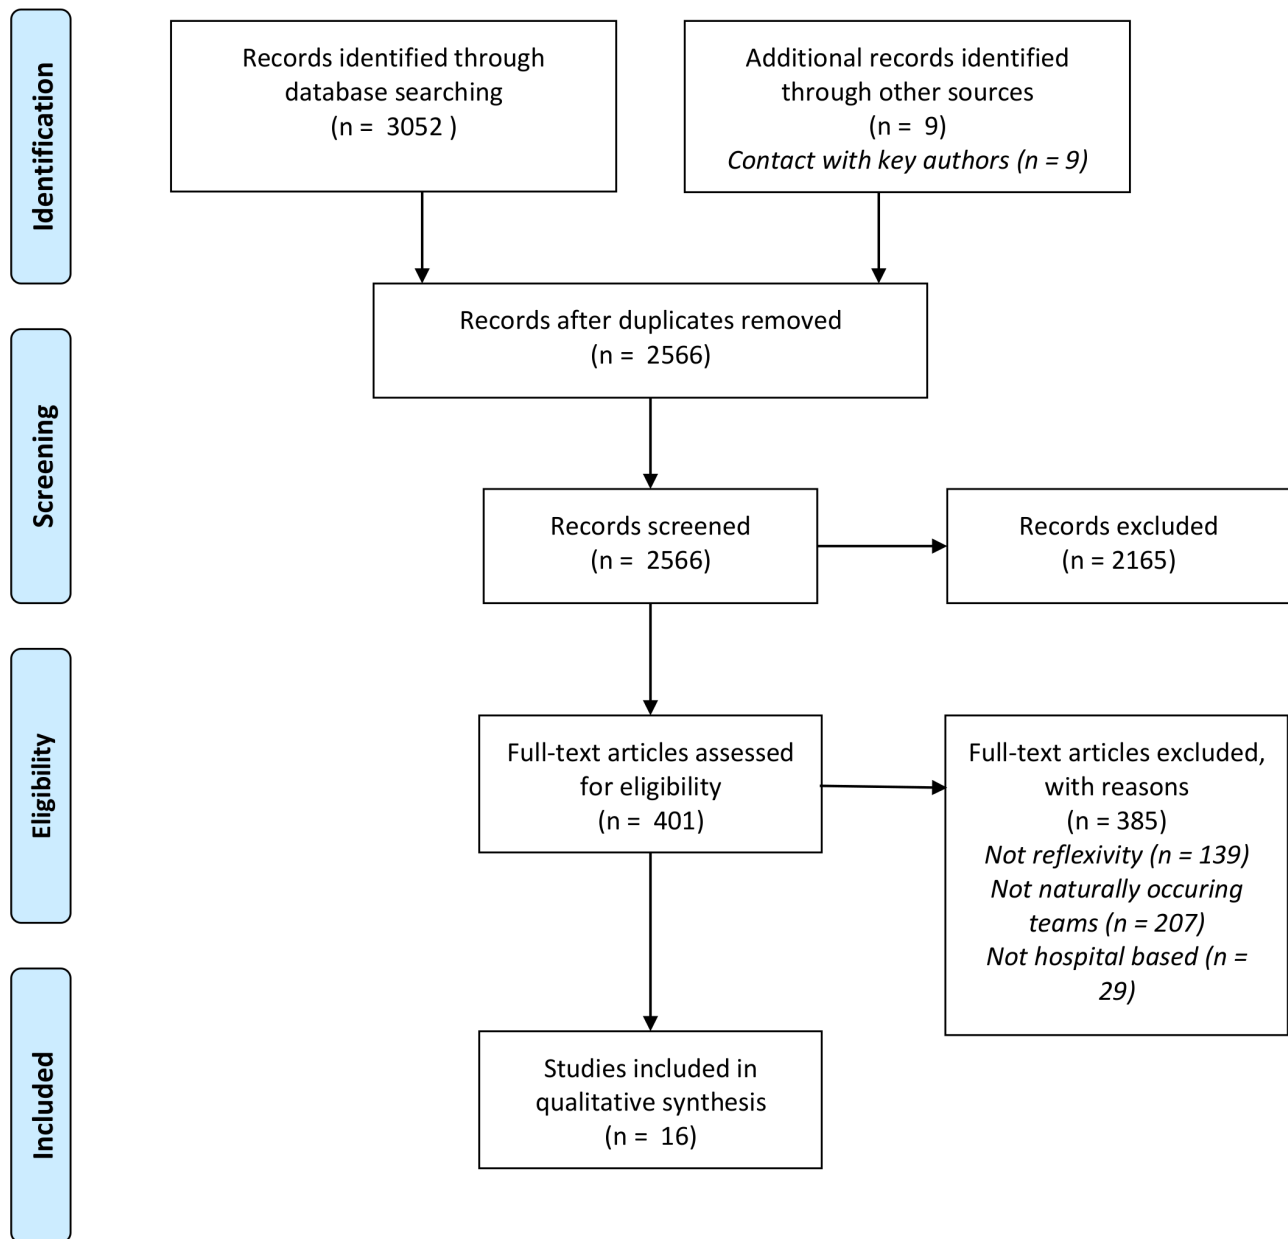 Identification
Records identified through
database searching
(n =  3052 )
Additional records identified
through other sources
(n =  9)
Contact with key authors (n = 9)
Records after duplicates removed
(n =  2566)
Screening
Records screened
(n =  2566)
Records excluded
(n = 2165)
Eligibility
Full-text articles assessed
for eligibility
(n =  401)
Full-text articles excluded,
with reasons
(n = 385)
Not reflexivity (n = 139)
Not naturally occuring
teams (n = 207)
Not hospital based (n =
29)
Included
Studies included in
qualitative synthesis
(n =  16)